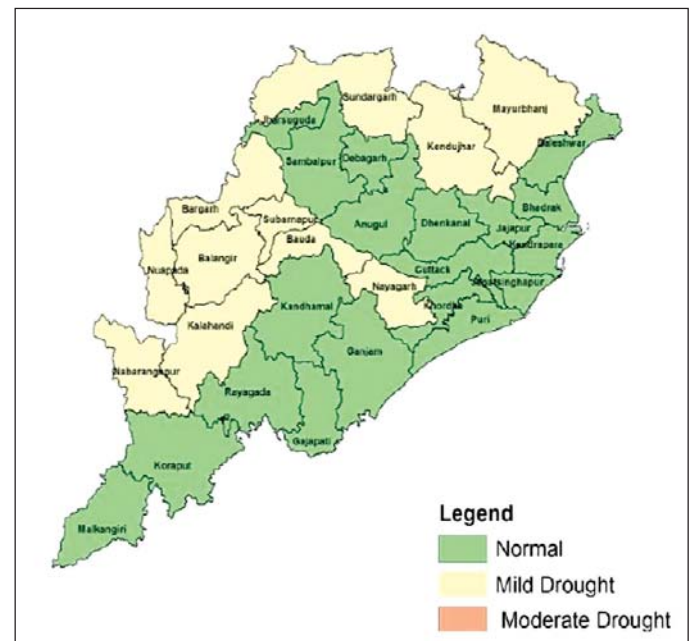 Sundargarh
Mayurbhanj
Jharsuguda
Kendujhar
Baleshwar
Sambalpur
Debagarh
Bargarh
Subarnapur
Anugul
Dhenkanal
Jajapur
Bhadrak
Kendrapara
Nuapada
Balangir
Bauda
Cuttack
Jagatsinghapur
Nayagarh
Khordha
Puri
Kalahandi
Kandhamal
Ganjam
Nabarangapur
Rayagada
Gajapati
Koraput
Malkangiri
Legend
Normal
Mild Drought
Moderate Drought